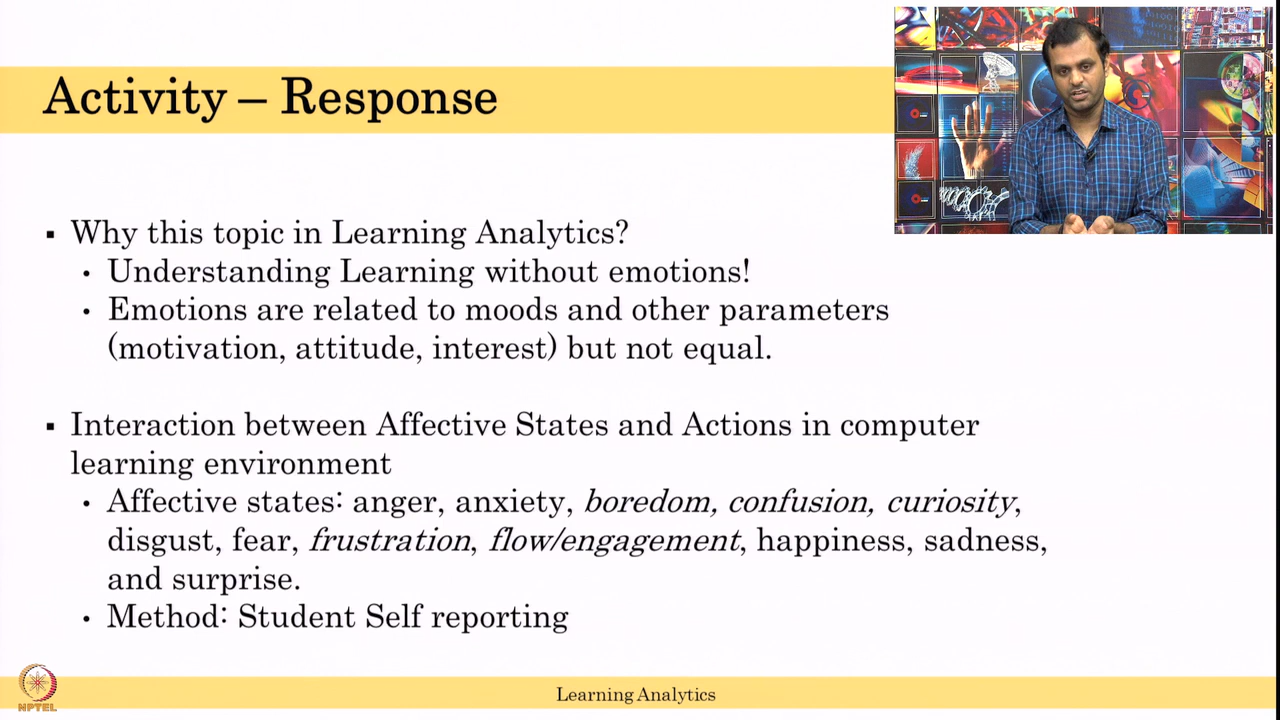 Activity – Response
▪ Why this topic in Learning Analytics?
• Understanding Learning without emotions!
• Emotions are related to moods and other parameters
(motivation, attitude, interest) but not equal.
▪ Interaction between Affective States and Actions in computer
learning environment
• Affective states: anger, anxiety, boredom, confusion, curiosity,
disgust, fear, frustration, flow/engagement, happiness, sadness,
and surprise.
• Method: Student Self reporting
NPTEL
Learning Analytics